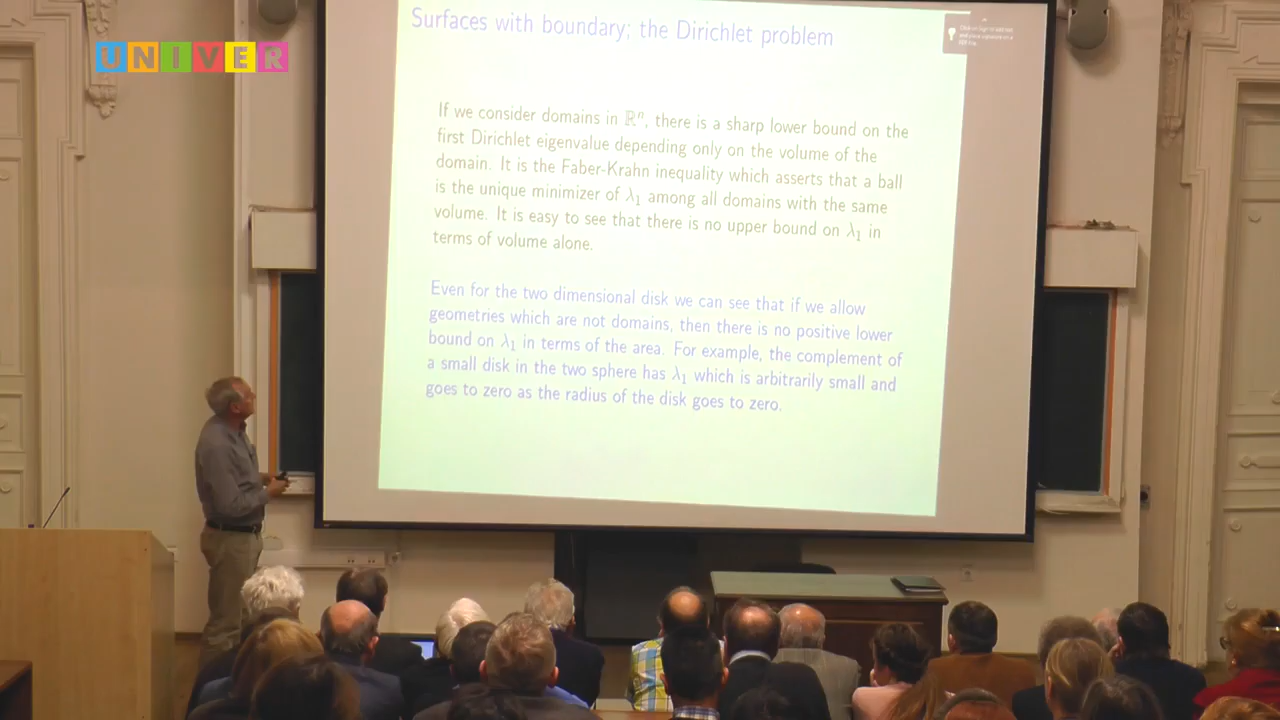 UNIVER
Surfaces with boundary; the Dirichlet problem
If we consider domains in ℝⁿ, there is a sharp lower bound on the
first Dirichlet eigenvalue depending only on the volume of the
domain. It is the Faber-Krahn inequality which asserts that a ball
is the unique minimizer of λ₁ among all domains with the same
volume. It is easy to see that there is no upper bound on λ₁ in
terms of volume alone.
Even for the two dimensional disk we can see that if we allow
geometries which are not domains, then there is no positive lower
bound on λ₁ in terms of the area. For example, the complement of
a small disk in the two sphere has λ₁ which is arbitrarily small and
goes to zero as the radius of the disk goes to zero.